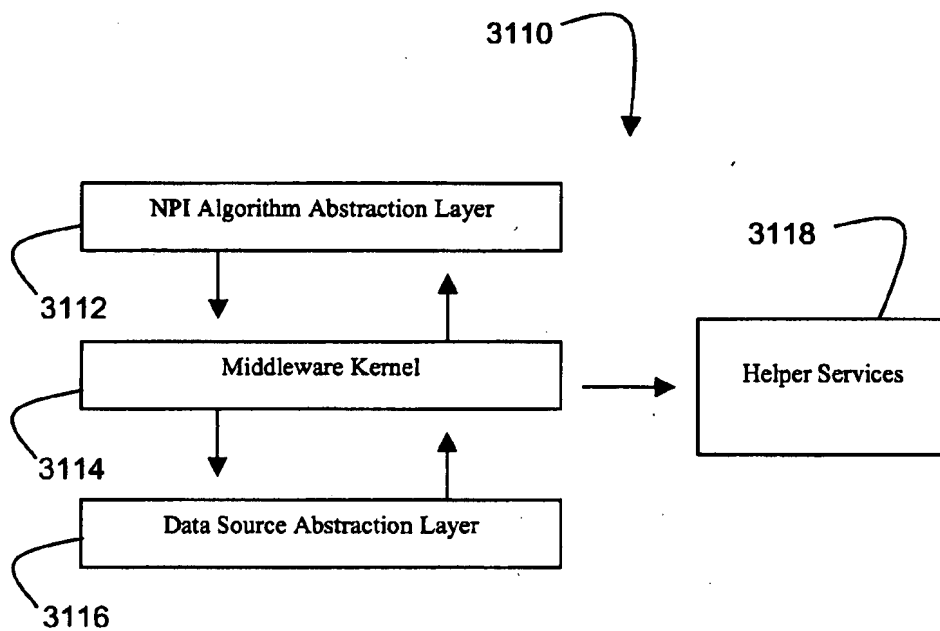 3110
NPI Algorithm Abstraction Layer
3118
3112
Middleware Kernel
Helper Services
3114
Data Source Abstraction Layer
3116